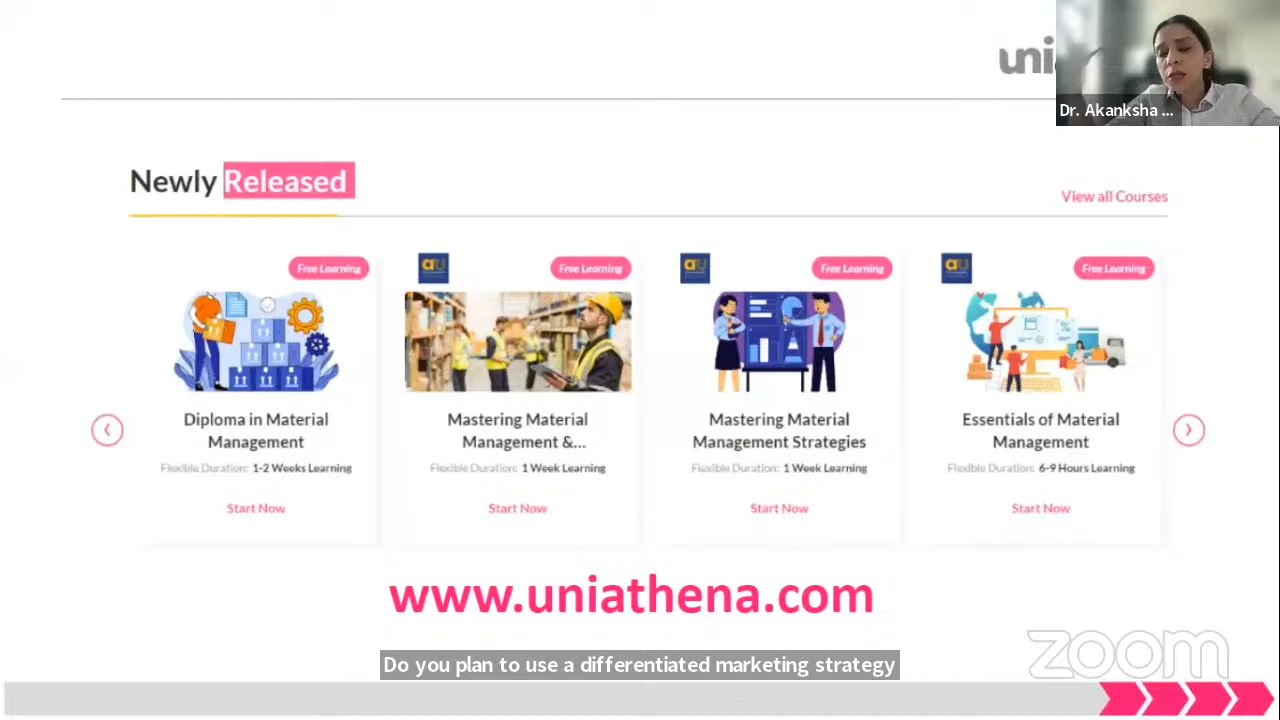 uni
Dr. Akanksha ...
Newly Released
View all Courses
Free Learning
Free Learning
Free Learning
Free Learning
Diploma in Material
Management
Flexible Duration: 1-2 Weeks Learning
Start Now
Mastering Material
Management &...
Flexible Duration: 1 Week Learning
Start Now
Mastering Material
Management Strategies
Flexible Duration: 1 Week Learning
Start Now
Essentials of Material
Management
Flexible Duration: 6-9 Hours Learning
Start Now
www.uniathena.com
Do you plan to use a differentiated marketing strategy
zoom